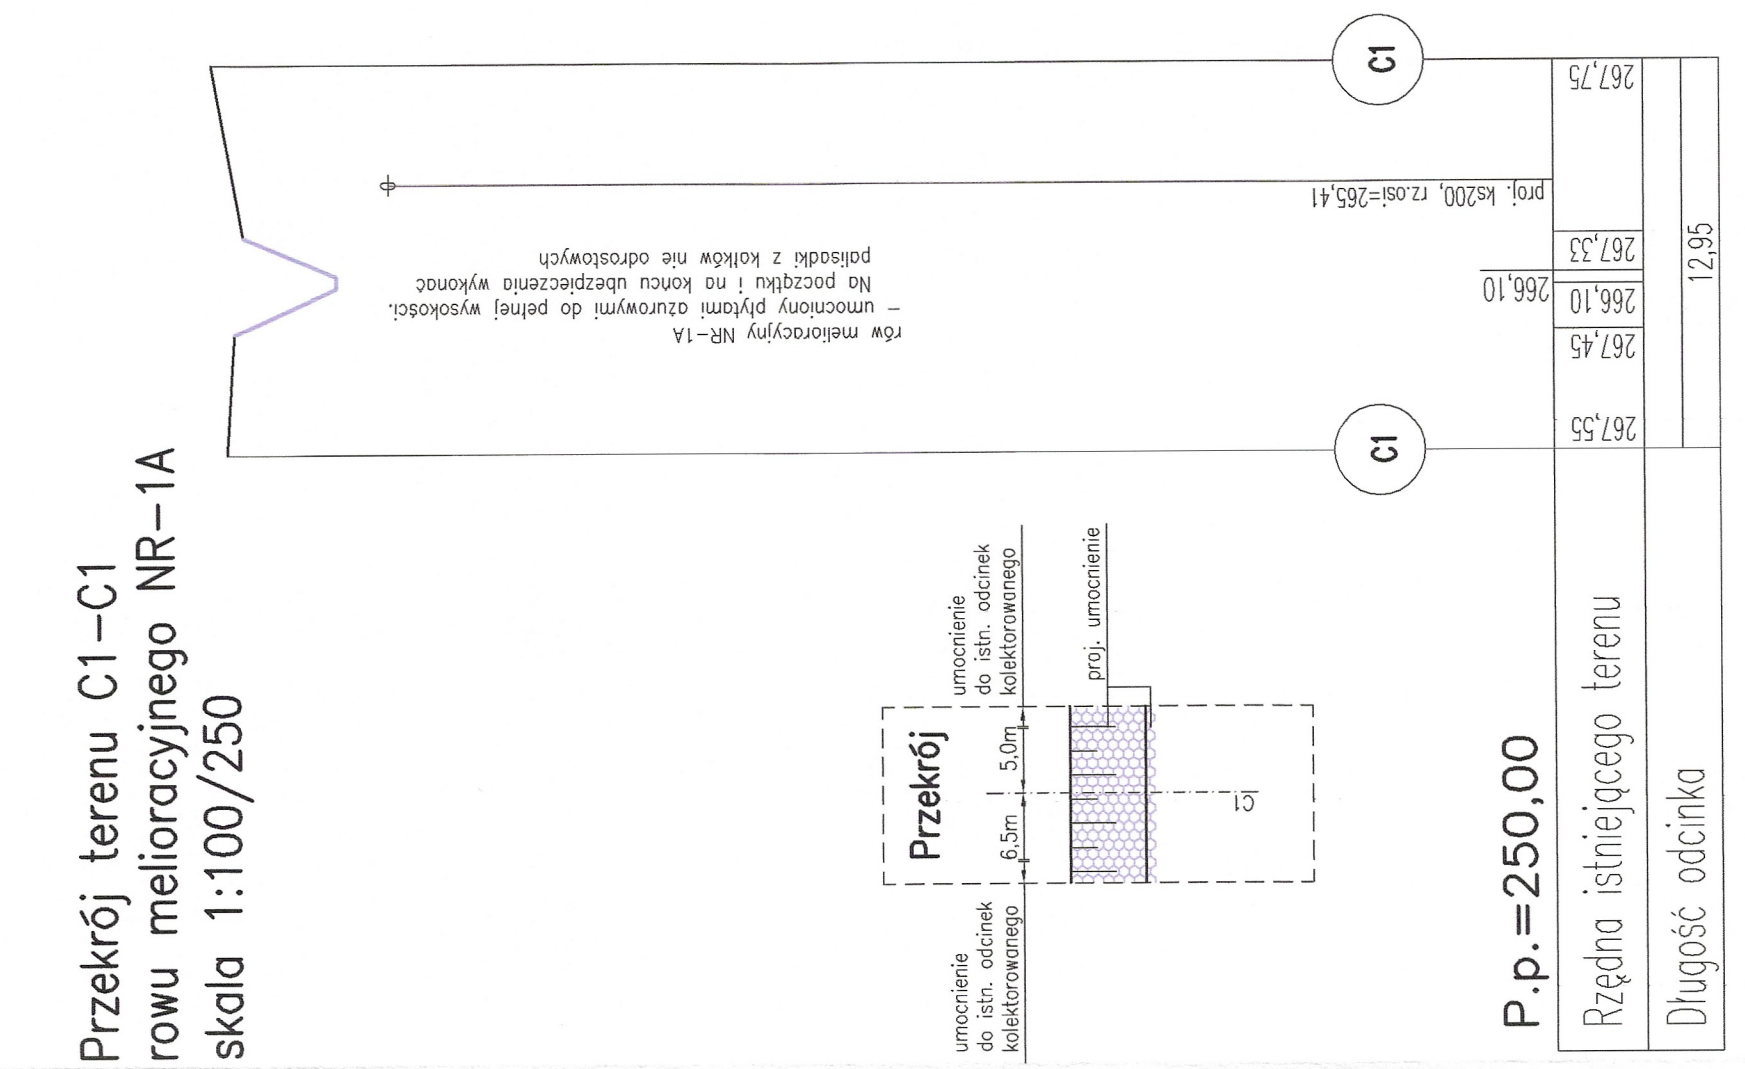 Przekrój terenu C1-C1
rowu melioracyjnego NR-1A
skala 1:100/250
rów melioracyjny NR-1A
- umocniony płytami ażurowymi do pełnej wysokości.
Na początku i na końcu ubezpieczenia wykonać
palisadki z kołków nie odrostowych
proj. ks200, rz.osi=265,41
C1
C1
266,10
Przekrój
umocnienie
do istn. odcinek
kolektorowanego
6,5m
5,0m
umocnienie
do istn. odcinek
kolektorowanego
proj. umocnienie
C1
P.p.=250,00
Rzędna istniejącego terenu
267,55
267,45
266,10
267,33
267,75
Długość odcinka
12,95